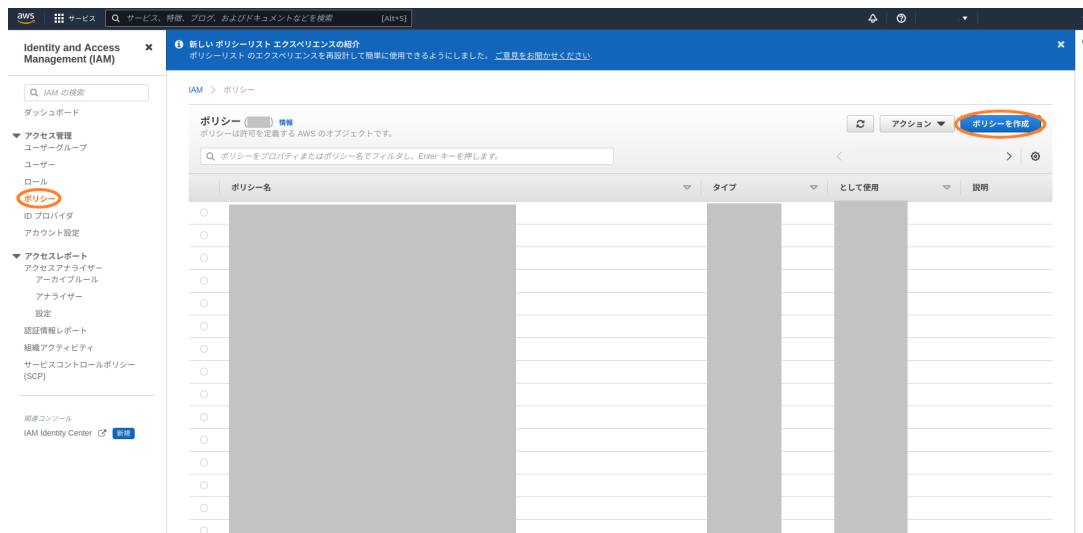 aws
サービス
サービス、特徴、ブログ、およびドキュメントなどを検索
[Alt+S]
Identity and Access Management (IAM)
新しい ポリシーリスト エクスペリエンスの紹介
ポリシーリスト のエクスペリエンスを再設計して簡単に使用できるようにしました。 ご意見をお聞かせください.
IAM の検索
ダッシュボード
アクセス管理
ユーザーグループ
ユーザー
ロール
ポリシー
ID プロバイダ
アカウント設定
アクセスレポート
アクセスアナライザー
アーカイブルール
アナライザー
設定
認証情報レポート
組織アクティビティ
サービスコントロールポリシー
(SCP)
関連コンソール
IAM Identity Center 新規
IAM > ポリシー
ポリシー ( ) 情報
ポリシーは許可を定義する AWS のオブジェクトです。
アクション
ポリシーを作成
ポリシーをプロパティまたはポリシー名でフィルタし、Enter キーを押します。
ポリシー名
タイプ
として使用
説明